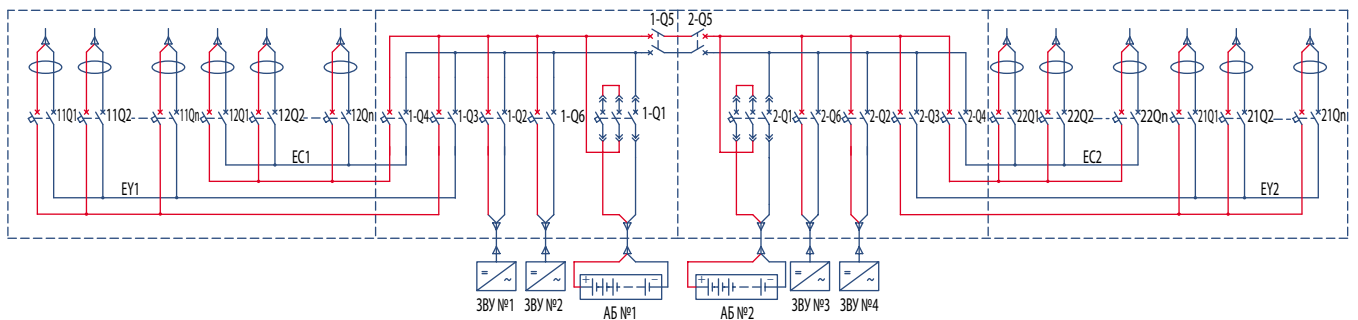 1-Q5 2-Q5
11Q1 11Q2 11Qn 12Q1 12Q2 12Qn 1-Q4 1-Q3 1-Q2 1-Q6 1-Q1 2-Q1 2-Q6 2-Q2 2-Q3 2-Q4 22Q1 22Q2 22Qn 21Q1 21Q2 21Qn
EC1 EC2
EY1 EY2
= ~ = ~ + − + − = ~ = ~
ЗВУ №1 ЗВУ №2 АБ №1 АБ №2 ЗВУ №3 ЗВУ №4